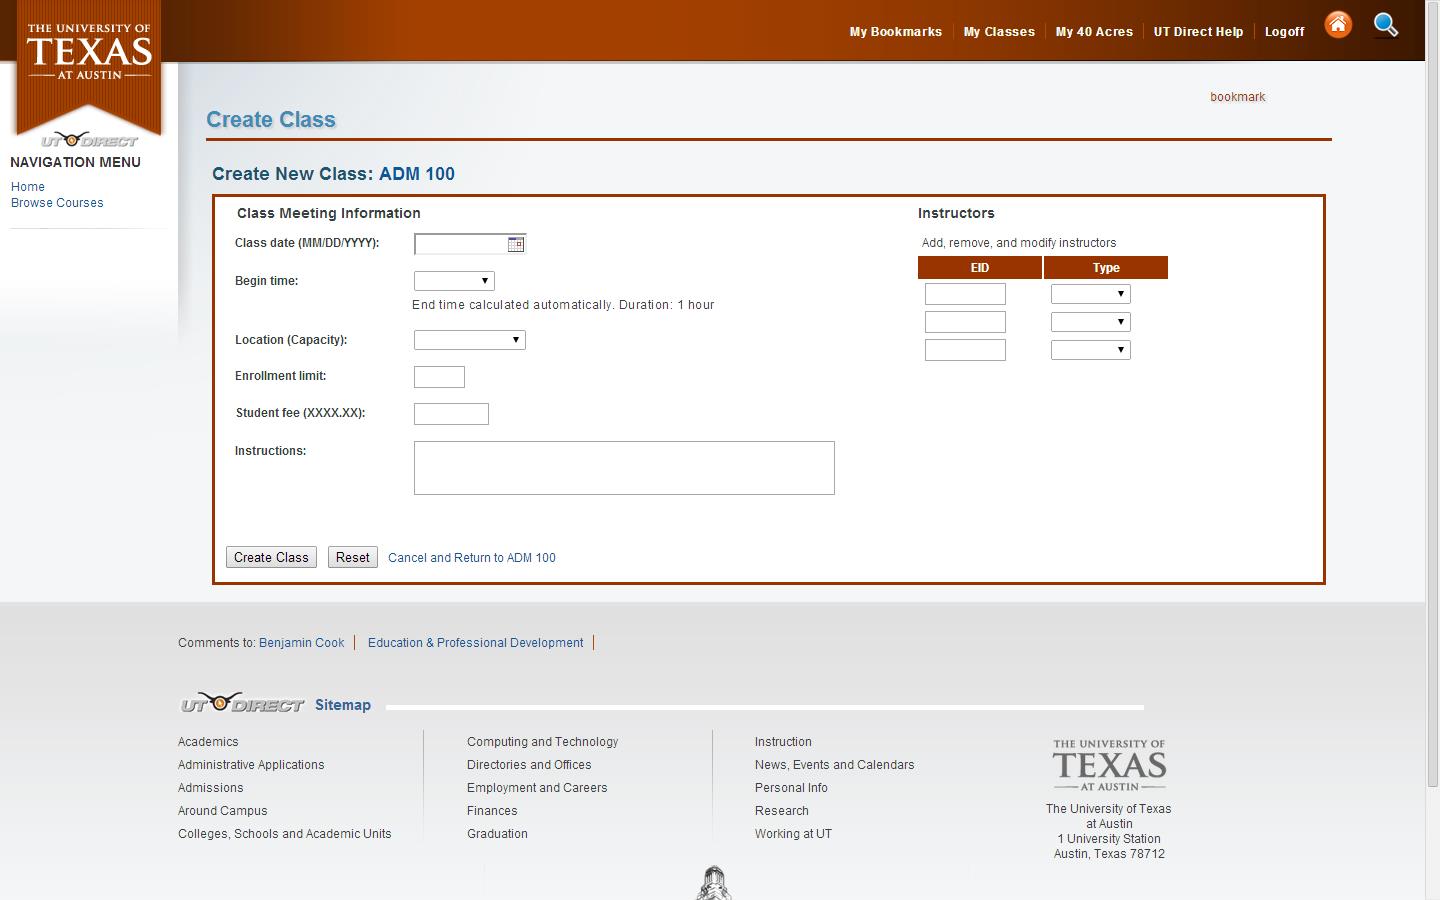 THE UNIVERSITY OF
TEXAS
AT AUSTIN
My Bookmarks
My Classes
My 40 Acres
UT Direct Help
Logoff
UT DIRECT
NAVIGATION MENU
Home
Browse Courses
bookmark
Create Class
Create New Class: ADM 100
Class Meeting Information
Class date (MM/DD/YYYY):
Begin time:
End time calculated automatically. Duration: 1 hour
Location (Capacity):
Enrollment limit:
Student fee (XXXX.XX):
Instructions:
Instructors
Add, remove, and modify instructors
EID Type
Create Class Reset Cancel and Return to ADM 100
Comments to: Benjamin Cook
Education & Professional Development
UT DIRECT Sitemap
Academics
Administrative Applications
Admissions
Around Campus
Colleges, Schools and Academic Units
Computing and Technology
Directories and Offices
Employment and Careers
Finances
Graduation
Instruction
News, Events and Calendars
Personal Info
Research
Working at UT
THE UNIVERSITY OF
TEXAS
AT AUSTIN
The University of Texas
at Austin
1 University Station
Austin, Texas 78712